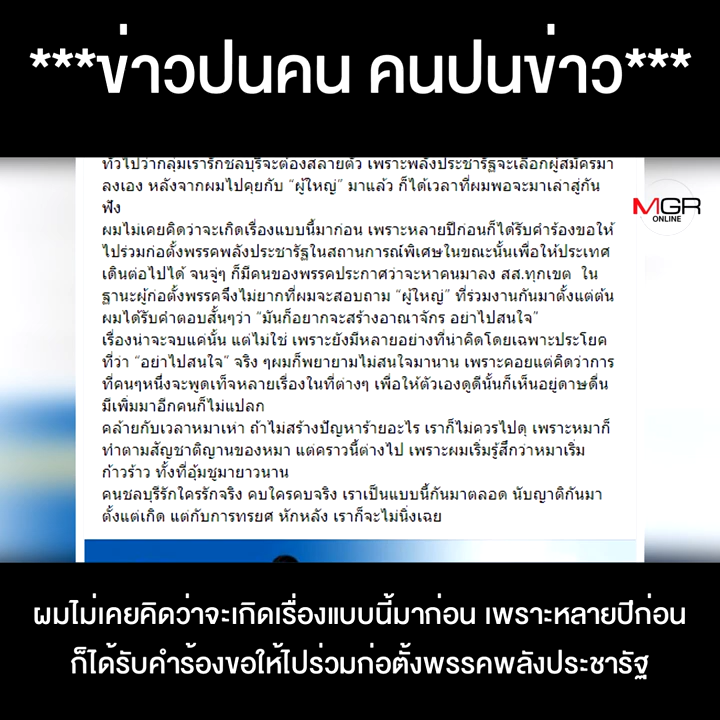 ***ข่าวปนคน คนปนข่าว***
ทั่วไปว่ากลุ่มเรารักชลบุรีจะต้องสลายตัว เพราะพลังประชารัฐจะเลือกผู้สมัครมา
ลงเอง หลังจากผมไปคุยกับ “ผู้ใหญ่” มาแล้ว ก็ได้เวลาที่ผมพอจะมาเล่าสู่กัน
ฟัง
MGR
ONLINE
ผมไม่เคยคิดว่าจะเกิดเรื่องแบบนี้มาก่อน เพราะหลายปีก่อนก็ได้รับคำร้องขอให้
ไปร่วมก่อตั้งพรรคพลังประชารัฐในสถานการณ์พิเศษในขณะนั้นเพื่อให้ประเทศ
เดินต่อไปได้ จนจู่ๆ ก็มีคนของพรรคประกาศว่าจะหาคนมาลง สส.ทุกเขต ใน
ฐานะผู้ก่อตั้งพรรคจึงไม่ยากที่ผมจะสอบถาม “ผู้ใหญ่” ที่ร่วมงานกันมาตั้งแต่ต้น
ผมได้รับคำตอบสั้นๆว่า “มันก็อยากจะสร้างอาณาจักร อย่าไปสนใจ”
เรื่องน่าจะจบแค่นั้น แต่ไม่ใช่ เพราะยังมีหลายอย่างที่น่าคิดโดยเฉพาะประโยค
ที่ว่า “อย่าไปสนใจ” จริง ๆผมก็พยายามไม่สนใจมานาน เพราะคอยแต่คิดว่าการ
ที่คนๆหนึ่งจะพูดเท็จหลายเรื่องในที่ต่างๆ เพื่อให้ตัวเองดูดีนั้นก็เห็นอยู่ดาษดื่น
มีเพิ่มมาอีกคนก็ไม่แปลก
คล้ายกับเวลาหมาเห่า ถ้าไม่สร้างปัญหาร้ายอะไร เราก็ไม่ควรไปดุ เพราะหมาก็
ทำตามสัญชาติญานของหมา แต่คราวนี้ต่างไป เพราะผมเริ่มรู้สึกว่าหมาเริ่ม
ก้าวร้าว ทั้งที่อุ้มชูมายาวนาน
คนชลบุรีรักใครรักจริง คบใครคบจริง เราเป็นแบบนี้กันมาตลอด นับญาติกันมา
ตั้งแต่เกิด แต่กับการทรยศ หักหลัง เราก็จะไม่นิ่งเฉย
ผมไม่เคยคิดว่าจะเกิดเรื่องแบบนี้มาก่อน เพราะหลายปีก่อน
ก็ได้รับคำร้องขอให้ไปร่วมก่อตั้งพรรคพลังประชารัฐ